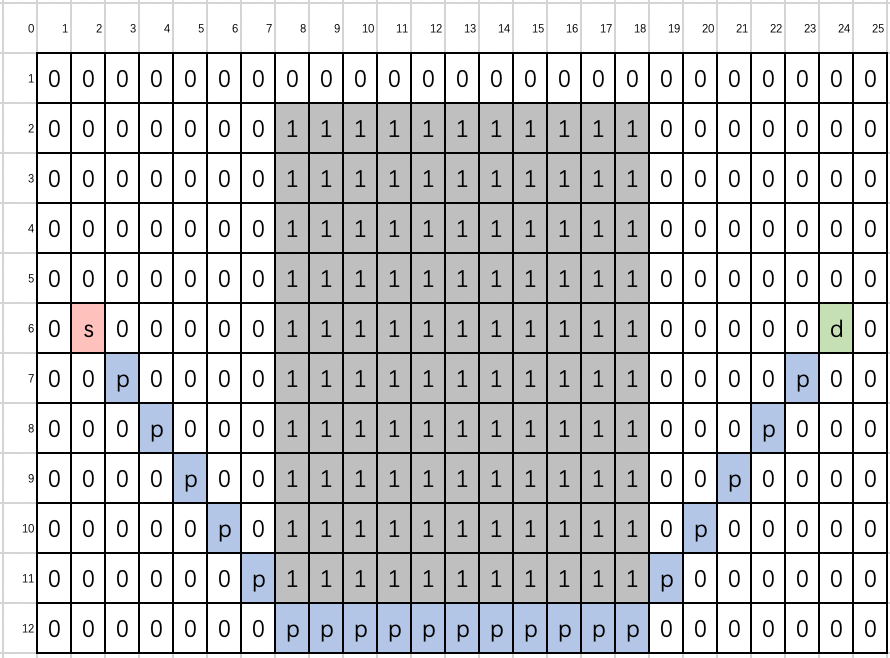 0 1 2 3 4 5 6 7 8 9 10 11 12 13 14 15 16 17 18 19 20 21 22 23 24 25
1 0 0 0 0 0 0 0 0 0 0 0 0 0 0 0 0 0 0 0 0 0 0 0 0 0
2 0 0 0 0 0 0 0 1 1 1 1 1 1 1 1 1 1 1 0 0 0 0 0 0 0
3 0 0 0 0 0 0 0 1 1 1 1 1 1 1 1 1 1 1 0 0 0 0 0 0 0
4 0 0 0 0 0 0 0 1 1 1 1 1 1 1 1 1 1 1 0 0 0 0 0 0 0
5 0 0 0 0 0 0 0 1 1 1 1 1 1 1 1 1 1 1 0 0 0 0 0 0 0
6 0 s 0 0 0 0 0 1 1 1 1 1 1 1 1 1 1 1 0 0 0 0 0 d 0
7 0 0 p 0 0 0 0 1 1 1 1 1 1 1 1 1 1 1 0 0 0 0 p 0 0
8 0 0 0 p 0 0 0 1 1 1 1 1 1 1 1 1 1 1 0 0 0 p 0 0 0
9 0 0 0 0 p 0 0 1 1 1 1 1 1 1 1 1 1 1 0 0 p 0 0 0 0
10 0 0 0 0 0 p 0 1 1 1 1 1 1 1 1 1 1 1 0 p 0 0 0 0 0
11 0 0 0 0 0 0 p 1 1 1 1 1 1 1 1 1 1 1 p 0 0 0 0 0 0
12 0 0 0 0 0 0 0 p p p p p p p p p p p 0 0 0 0 0 0 0